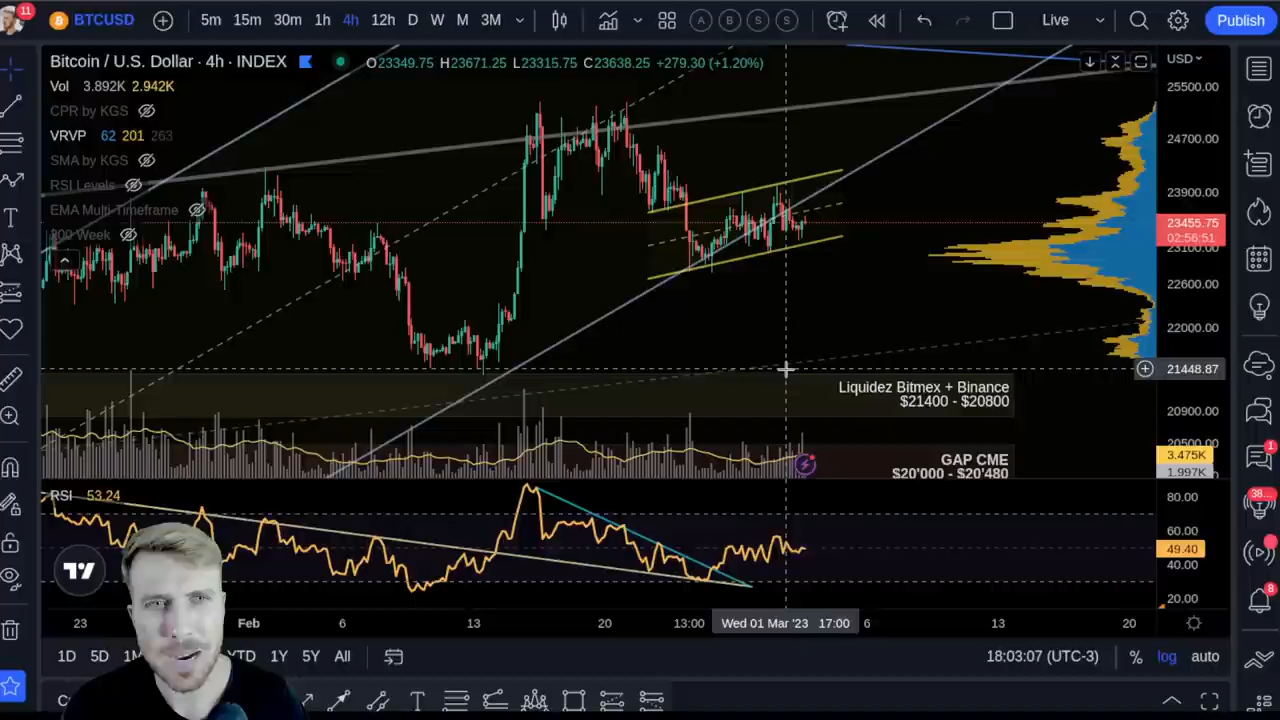 11
BTCUSD
5m 15m 30m 1h 4h 12h D W M 3M
A B S S
Live
Publish
Bitcoin / U.S. Dollar · 4h · INDEX
O23349.75 H23671.25 L23315.75 C23638.25 +279.30 (+1.20%)
USD
Vol 3.892K 2.942K
25500.00
CPR by KGS
VRVP 62 201 263
24700.00
SMA by KGS
RSI Levels
23900.00
EMA Multi-Timeframe
23455.75
200 Week
02:56:51
23100.00
22600.00
22000.00
21448.87
Liquidez Bitmex + Binance
$21400 - $20800
20900.00
20500.00
1
GAP CME
3.475K
$20'000 - $20'480
1.997K
RSI 53.24
80.00
38...
60.00
49.40
40.00
8
20.00
23 Feb 6 13 20 13:00 Wed 01 Mar '23 17:00 6 13 20
1D 5D YTD 1Y 5Y All
18:03:07 (UTC-3)
% log auto